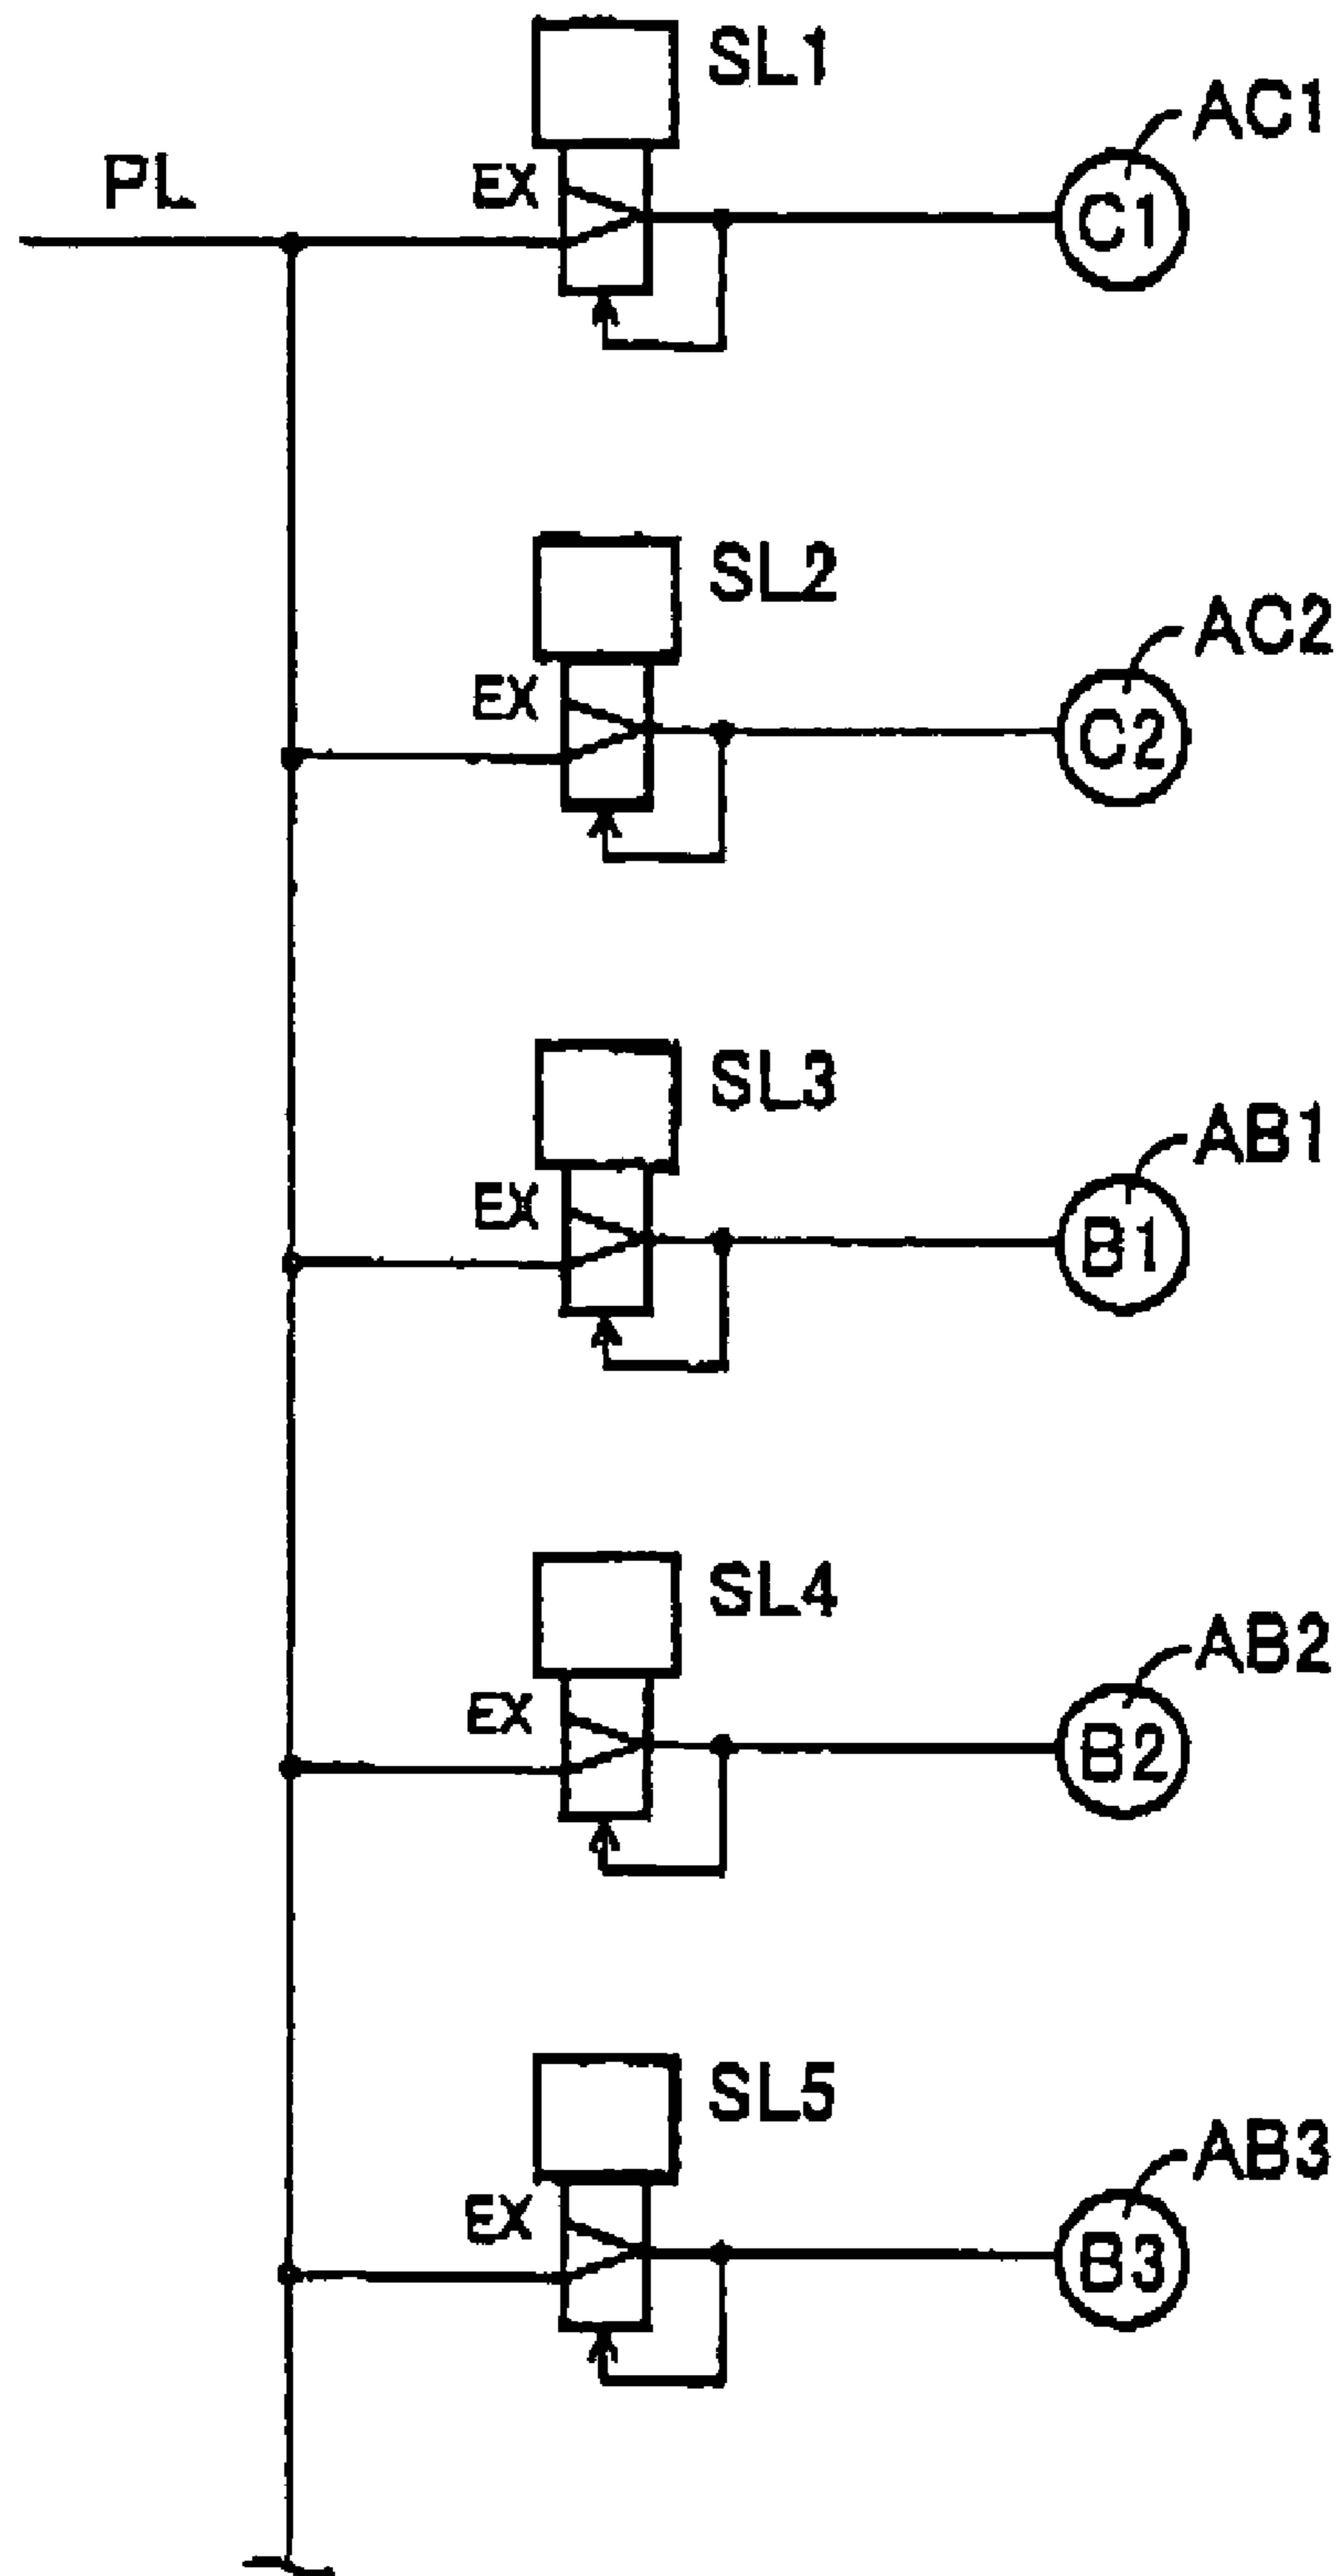 SL1
AC1
PL
EX
C1
SL2
AC2
EX
C2
SL3
AB1
EX
B1
SL4
AB2
EX
B2
SL5
AB3
EX
B3